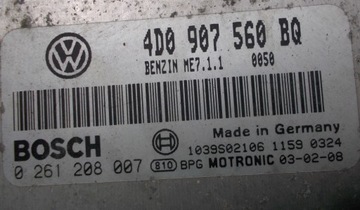 4D0 907 560 BQ
BENZIN ME7.1.1 0050
Made in Germany
BOSCH
1039S02106 1159 0324
0 261 208 007 810 BPG MOTRONIC 03-02-08